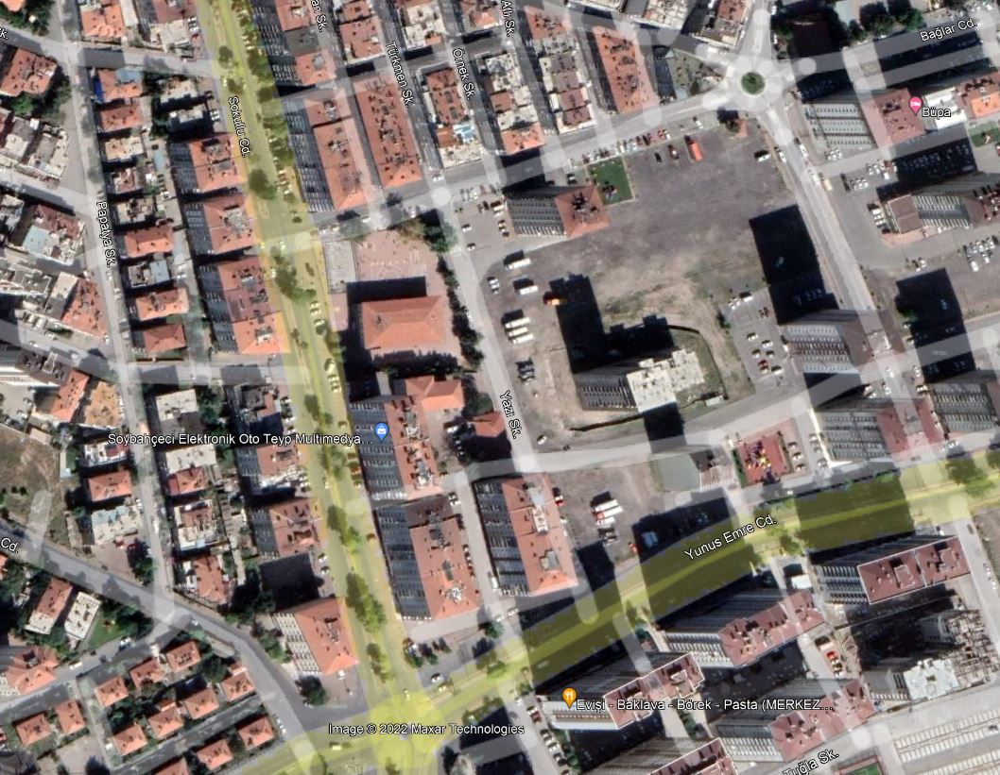 Türkmen Sk.
Örnek Sk.
Bağlar Cd.
Sokullu Cd.
Büpa
Papatya Sk.
Yazı Sk.
Soybahçeci Elektronik Oto Teyp Multimedya...
Yunus Emre Cd.
Cd.
Evişi - Baklava - Börek - Pasta (MERKEZ...
Image © 2022 Maxar Technologies
Tuğla Sk.